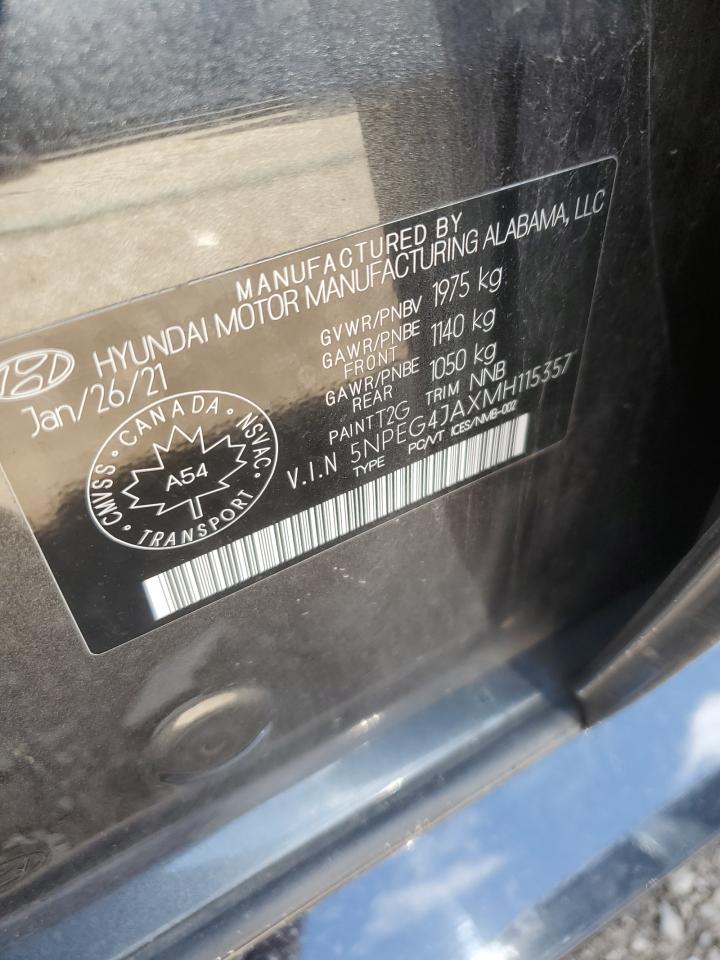 MANUFACTURED BY
HYUNDAI MOTOR MANUFACTURING ALABAMA, LLC
Jan/26/21
GVWR/PNBV 1975 kg
GAWR/PNBE FRONT 1140 kg
GAWR/PNBE REAR 1050 kg
PAINT T2G TRIM NNB
V.I.N 5NPEG4JAXMH115357
TYPE PC/VT ICES/NMB-002
CMVSS • CANADA • NSVAC • TRANSPORT •
A54